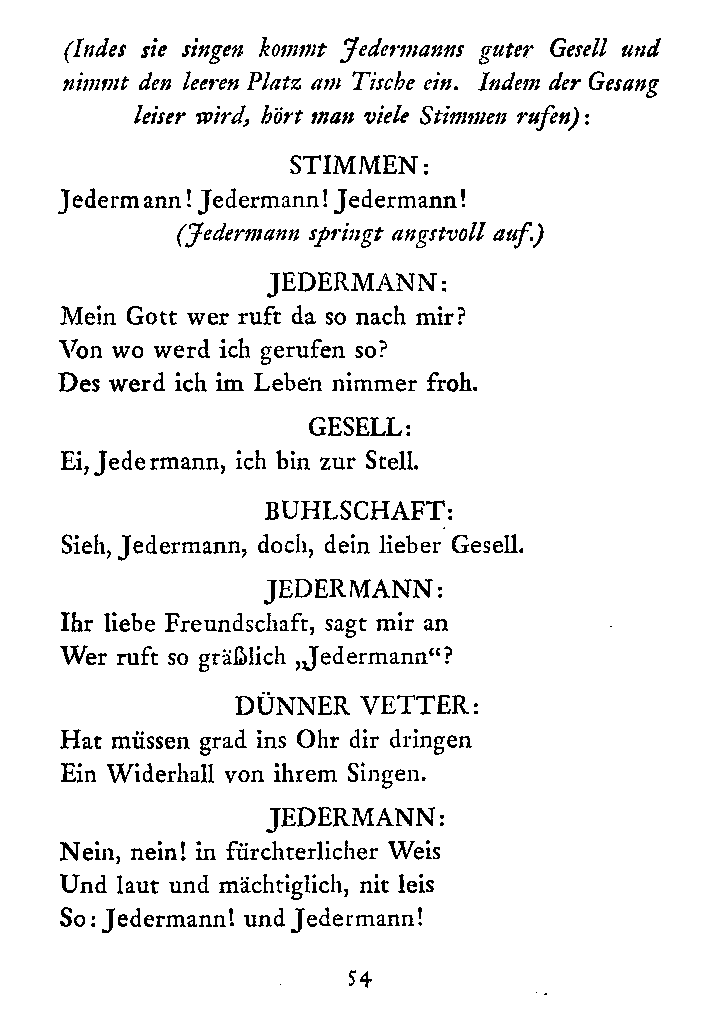 (Indes sie singen kommt Jedermanns guter Gesell und
nimmt den leeren Platz am Tische ein. Indem der Gesang
leiser wird, hört man viele Stimmen rufen):
STIMMEN:
Jedermann! Jedermann! Jedermann!
(Jedermann springt angstvoll auf.)
JEDERMANN:
Mein Gott wer ruft da so nach mir?
Von wo werd ich gerufen so?
Des werd ich im Leben nimmer froh.
GESELL:
Ei, Jedermann, ich bin zur Stell.
BUHLSCHAFT:
Sieh, Jedermann, doch, dein lieber Gesell.
JEDERMANN:
Ihr liebe Freundschaft, sagt mir an
Wer ruft so gräßlich „Jedermann“?
DÜNNER VETTER:
Hat müssen grad ins Ohr dir dringen
Ein Widerhall von ihrem Singen.
JEDERMANN:
Nein, nein! in fürchterlicher Weis
Und laut und mächtiglich, nit leis
So: Jedermann! und Jedermann!
54